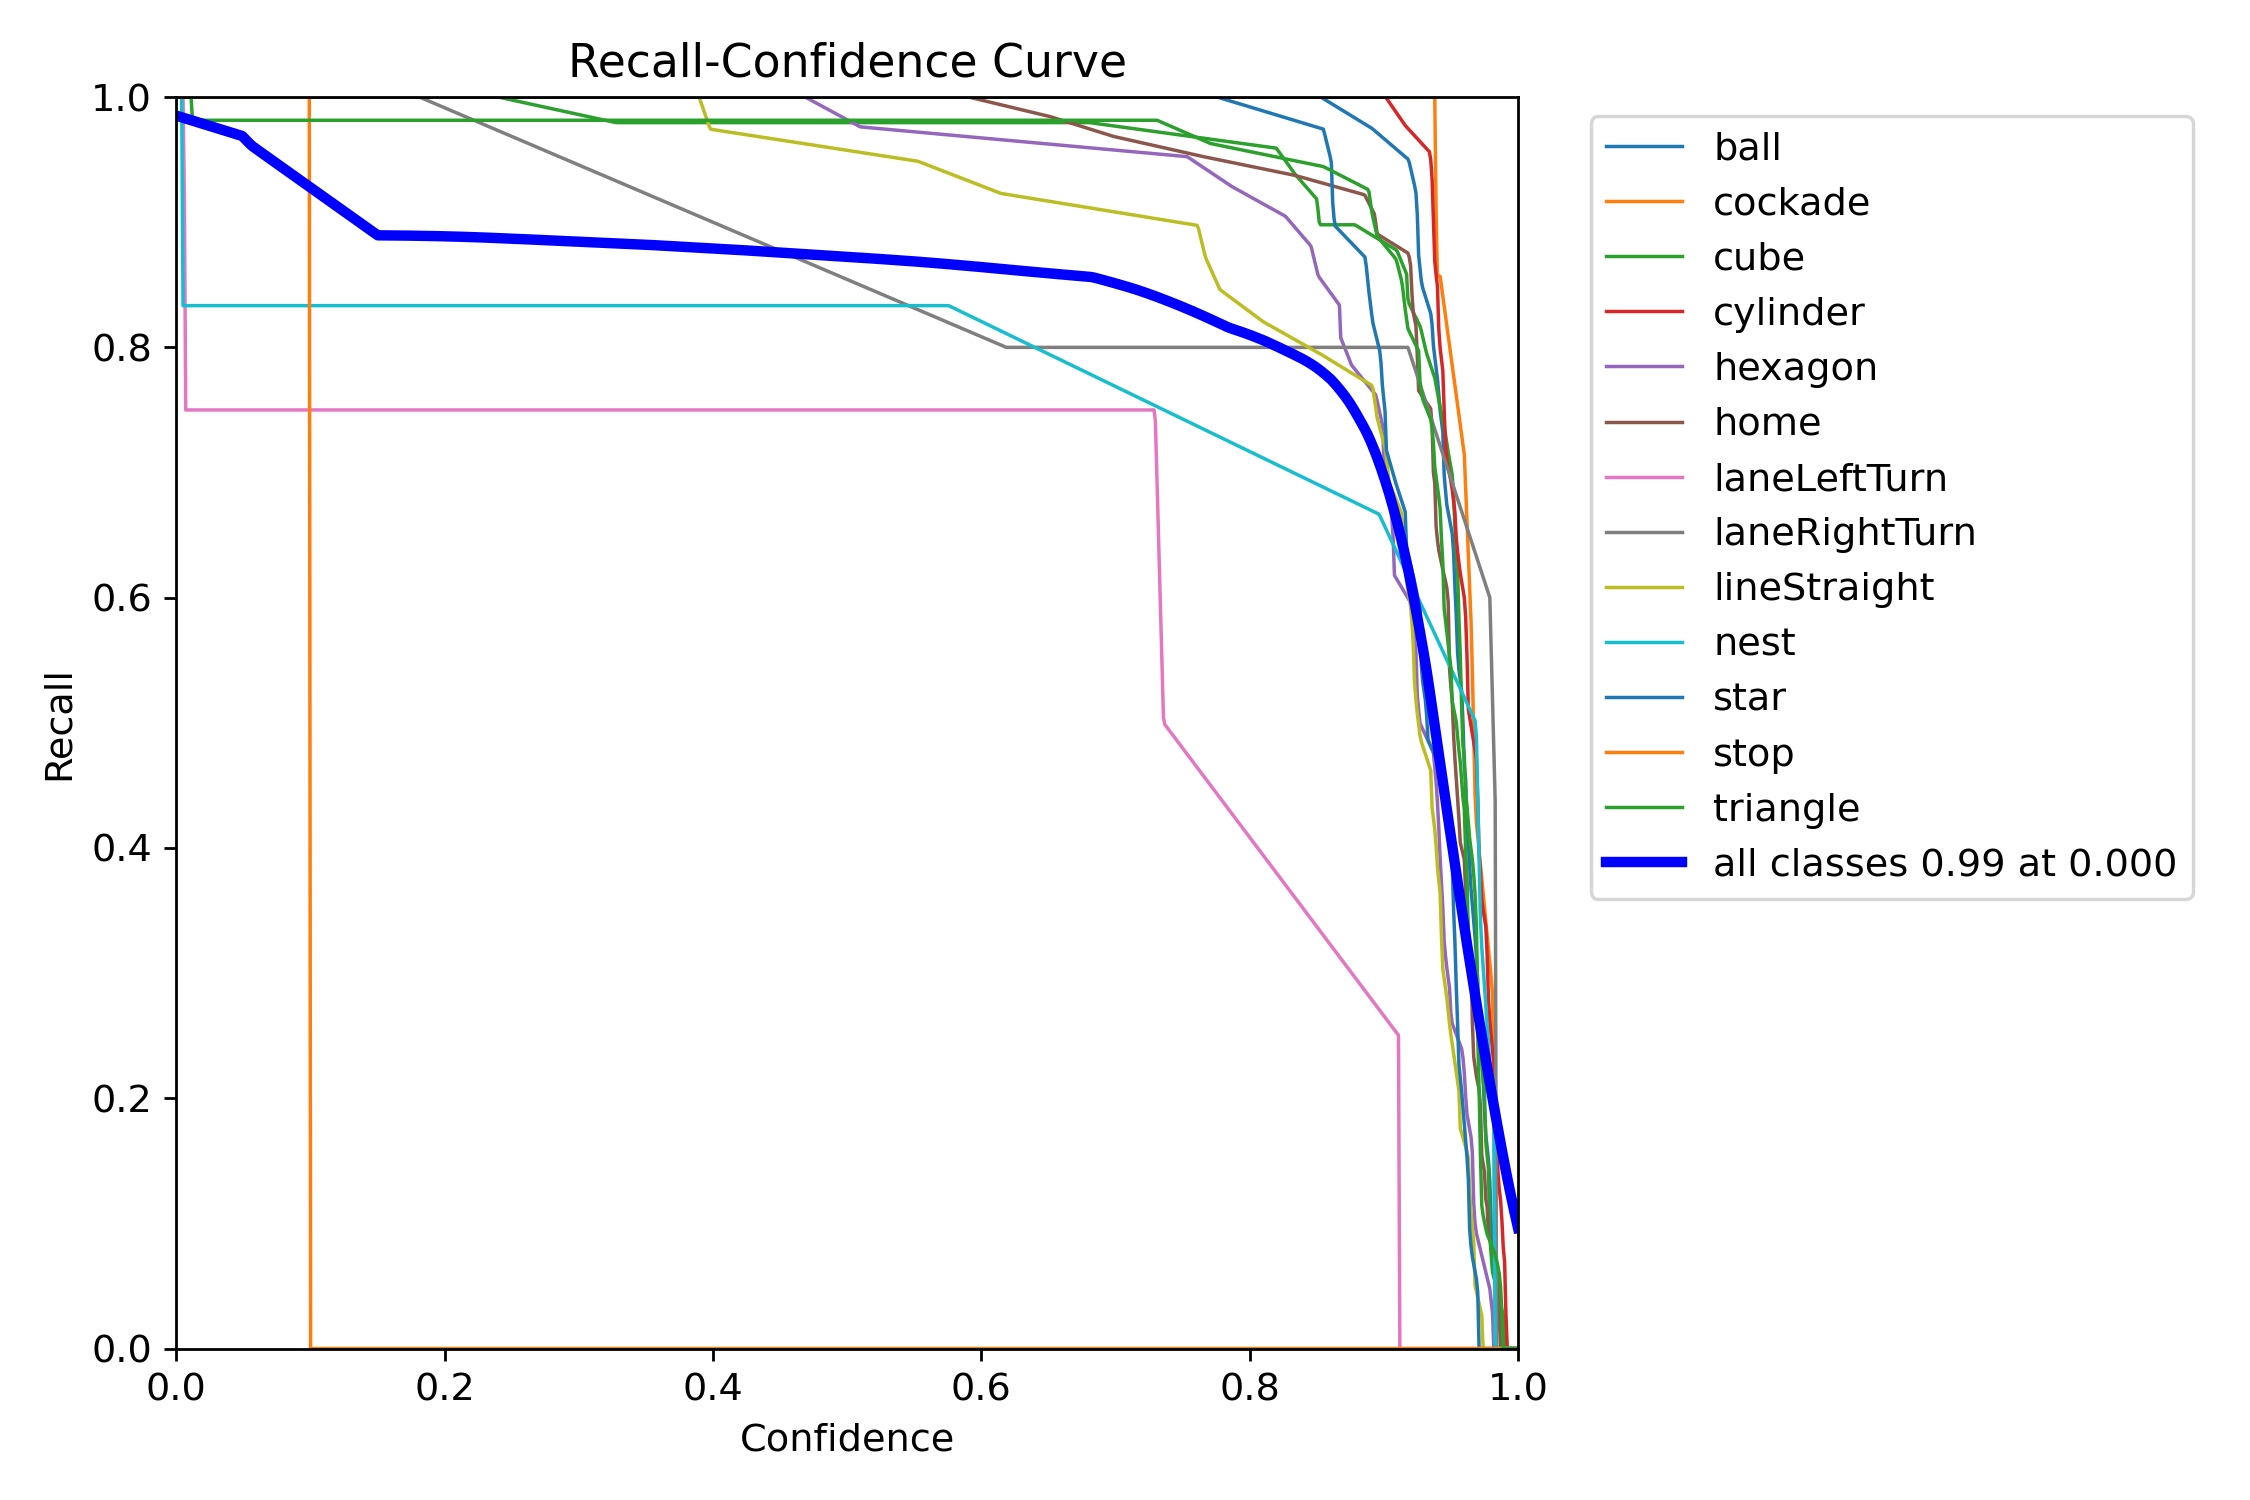 Recall-Confidence Curve
1.0
0.8
0.6
0.4
0.2
0.0
Recall
0.0 0.2 0.4 0.6 0.8 1.0
Confidence
ball
cockade
cube
cylinder
hexagon
home
laneLeftTurn
laneRightTurn
lineStraight
nest
star
stop
triangle
all classes 0.99 at 0.000